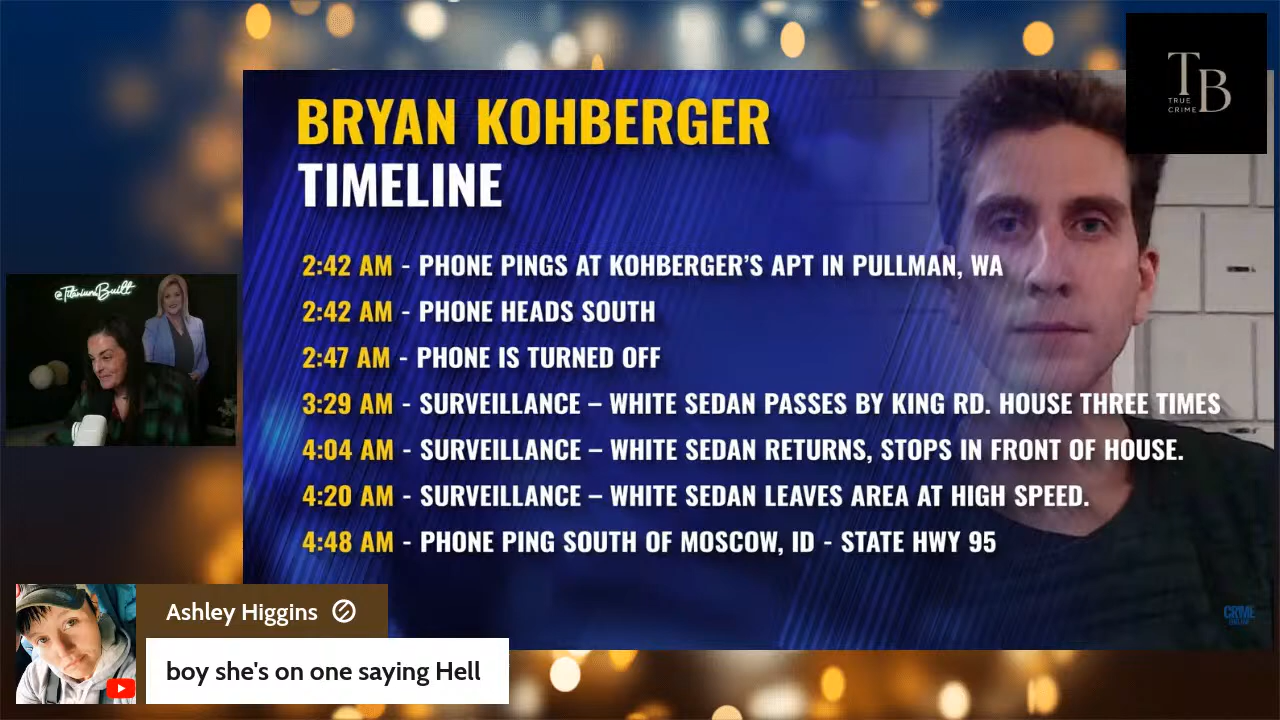 TB
TRUE
CRIME
BRYAN KOHBERGER
TIMELINE
2:42 AM - PHONE PINGS AT KOHBERGER'S APT IN PULLMAN, WA
2:42 AM - PHONE HEADS SOUTH
2:47 AM - PHONE IS TURNED OFF
3:29 AM - SURVEILLANCE – WHITE SEDAN PASSES BY KING RD. HOUSE THREE TIMES
4:04 AM - SURVEILLANCE – WHITE SEDAN RETURNS, STOPS IN FRONT OF HOUSE.
4:20 AM - SURVEILLANCE – WHITE SEDAN LEAVES AREA AT HIGH SPEED.
4:48 AM - PHONE PING SOUTH OF MOSCOW, ID - STATE HWY 95
@TitaniumBuilt
CRIME
Ashley Higgins
boy she's on one saying Hell